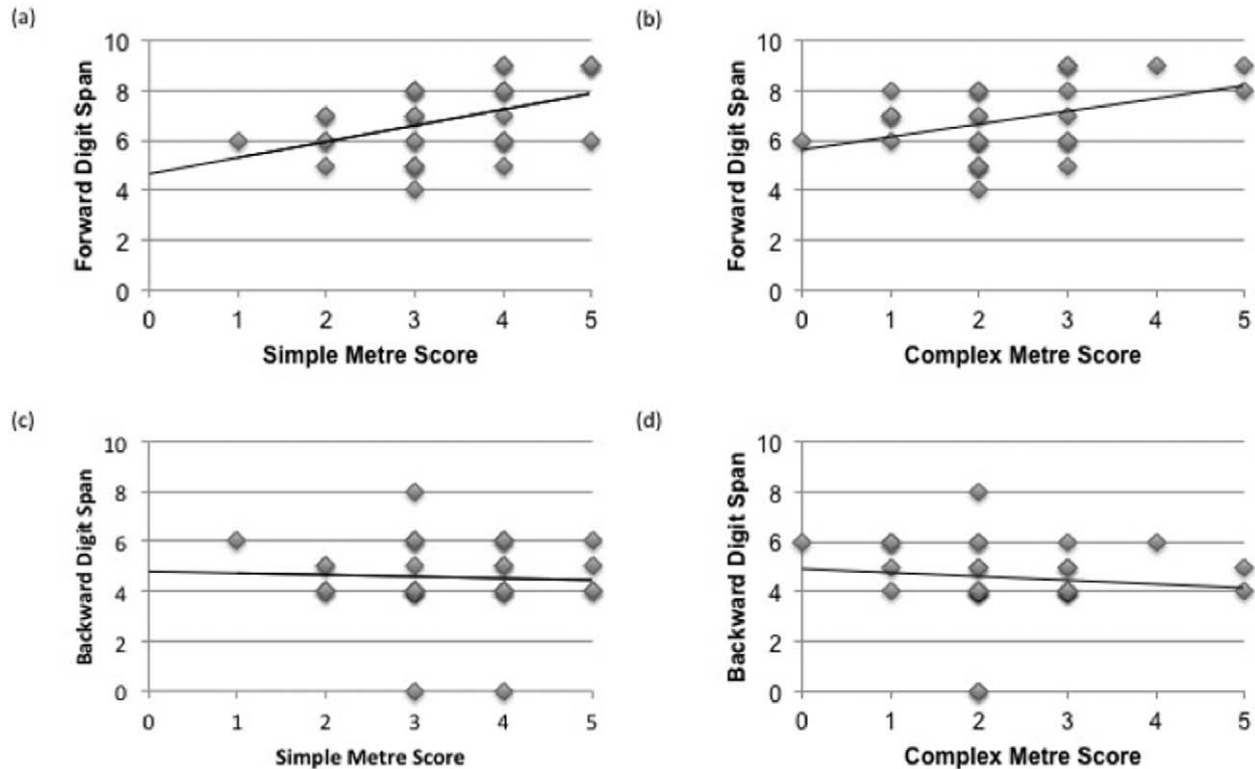 (a)
10
8
6
4
2
0
Forward Digit Span
0 1 2 3 4 5
Simple Metre Score
(b)
10
8
6
4
2
0
Forward Digit Span
0 1 2 3 4 5
Complex Metre Score
(c)
10
8
6
4
2
0
Backward Digit Span
0 1 2 3 4 5
Simple Metre Score
(d)
10
8
6
4
2
0
Backward Digit Span
0 1 2 3 4 5
Complex Metre Score